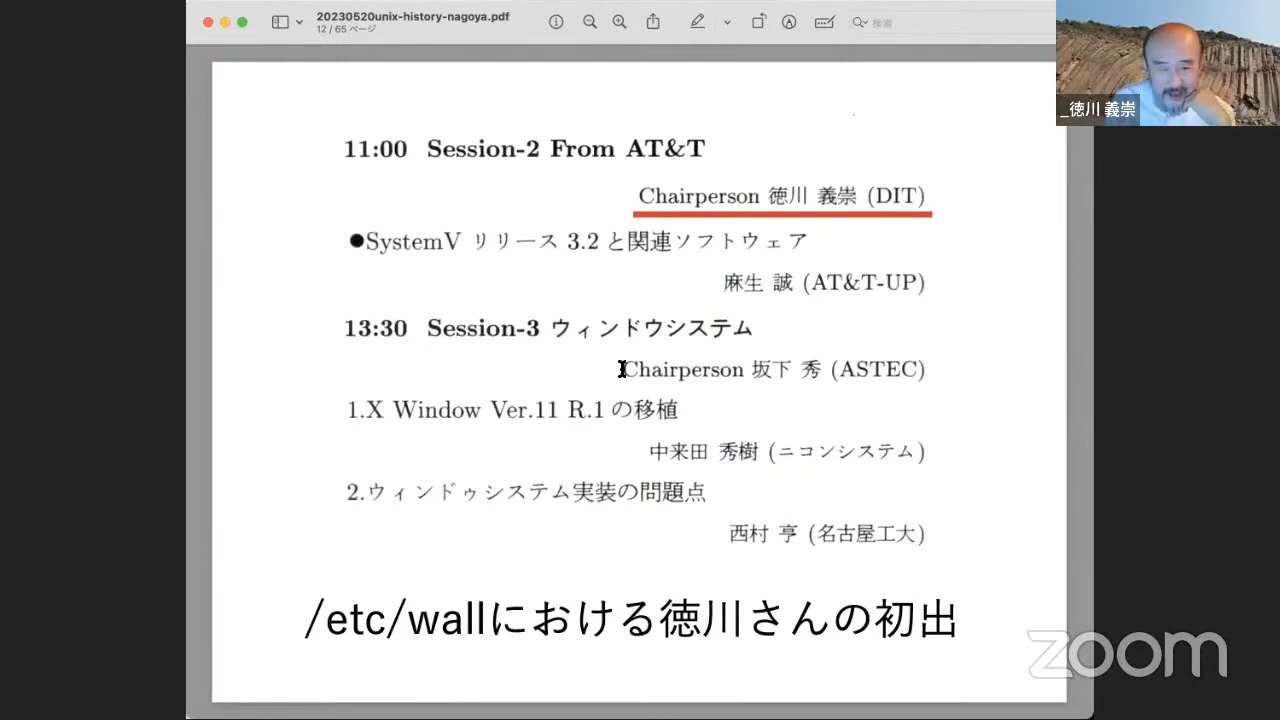 20230520unix-history-nagoya.pdf
12 / 65 ページ
検索
_徳川 義崇
11:00 Session-2 From AT&T
Chairperson 徳川 義崇 (DIT)
●SystemV リリース 3.2 と関連ソフトウェア
麻生 誠 (AT&T-UP)
13:30 Session-3 ウィンドウシステム
Chairperson 坂下 秀 (ASTEC)
1.X Window Ver.11 R.1 の移植
中来田 秀樹 (ニコンシステム)
2.ウィンドゥシステム実装の問題点
西村 亨 (名古屋工大)
/etc/wallにおける徳川さんの初出
zoom